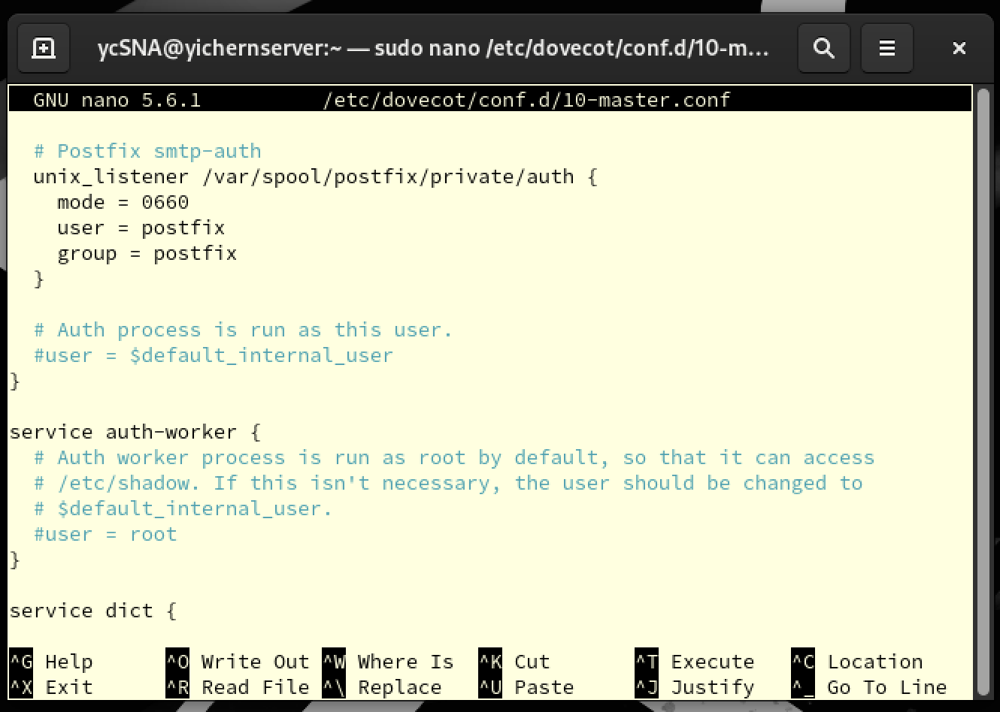 ycSNA@yichernserver:~ — sudo nano /etc/dovecot/conf.d/10-m…
GNU nano 5.6.1 /etc/dovecot/conf.d/10-master.conf
# Postfix smtp-auth
unix_listener /var/spool/postfix/private/auth {
mode = 0660
user = postfix
group = postfix
}
# Auth process is run as this user.
#user = $default_internal_user
}
service auth-worker {
# Auth worker process is run as root by default, so that it can access
# /etc/shadow. If this isn't necessary, the user should be changed to
# $default_internal_user.
#user = root
}
service dict {
^G Help ^O Write Out ^W Where Is ^K Cut ^T Execute ^C Location
^X Exit ^R Read File ^\ Replace ^U Paste ^J Justify ^_ Go To Line